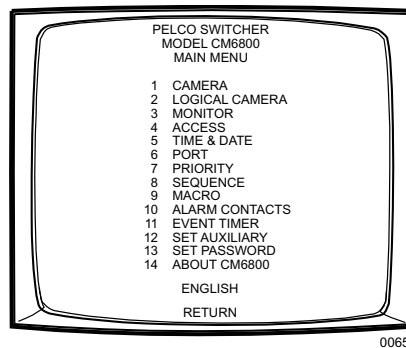 PELCO SWITCHER
MODEL CM6800
MAIN MENU
1 CAMERA
2 LOGICAL CAMERA
3 MONITOR
4 ACCESS
5 TIME & DATE
6 PORT
7 PRIORITY
8 SEQUENCE
9 MACRO
10 ALARM CONTACTS
11 EVENT TIMER
12 SET AUXILIARY
13 SET PASSWORD
14 ABOUT CM6800
ENGLISH
RETURN
0065